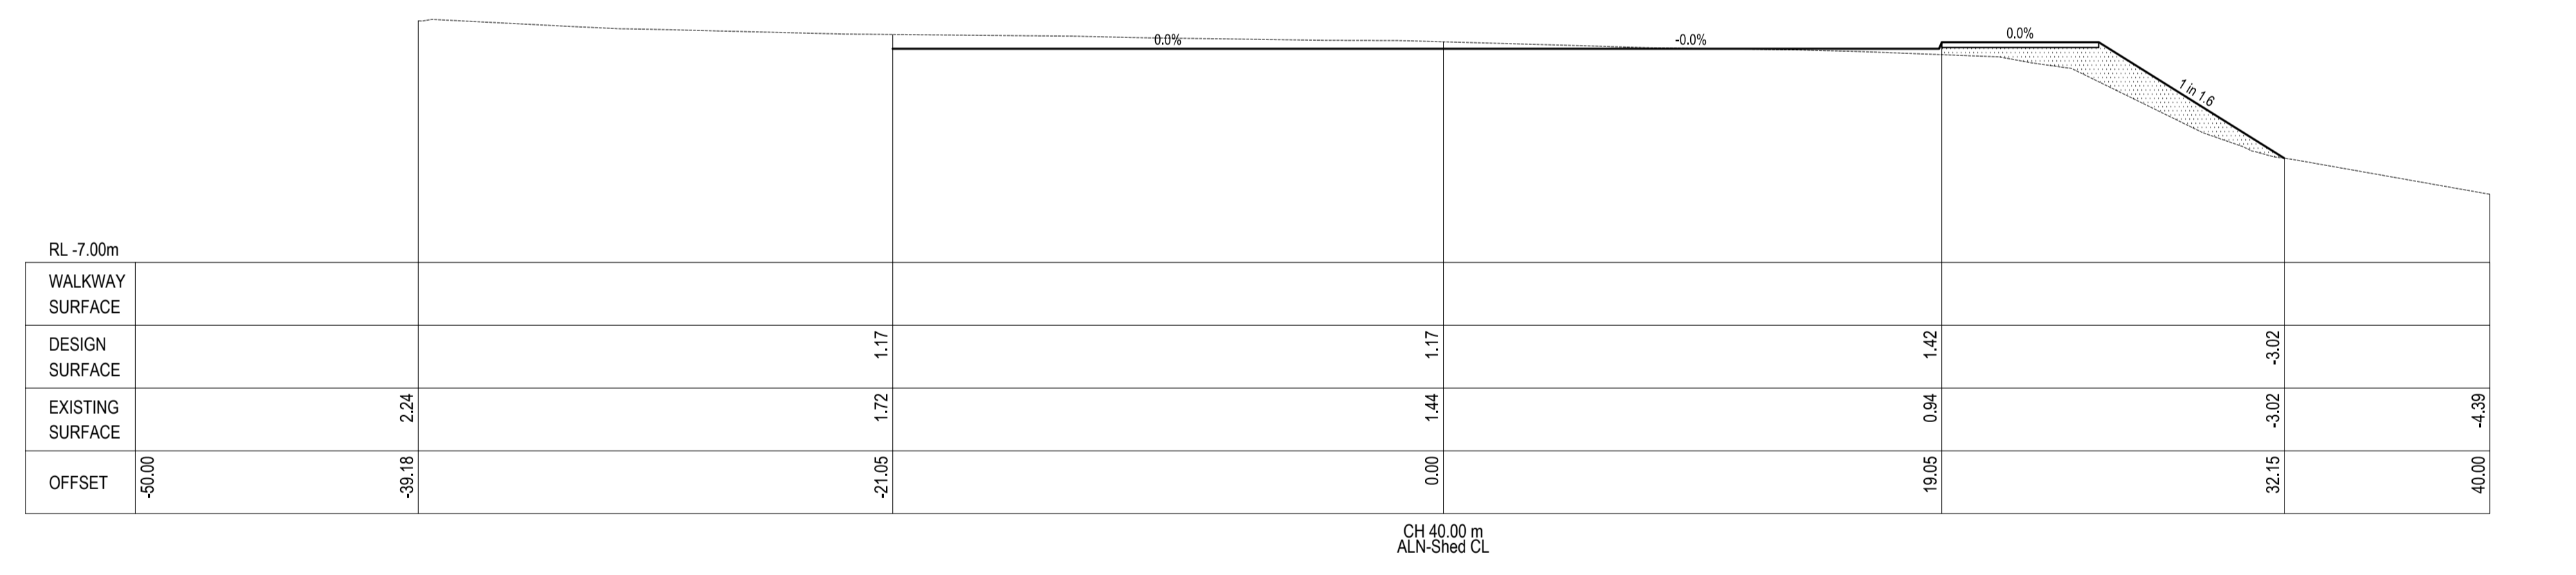 0.0%
-0.0%
0.0%
1 in 1.6
RL -7.00m
WALKWAY
SURFACE
DESIGN
SURFACE
1.17
1.17
1.42
-3.02
EXISTING
SURFACE
2.24
1.72
1.44
0.94
-3.02
-4.39
OFFSET
-50.00
-39.18
-21.05
0.00
19.05
32.15
40.00
CH 40.00 m
ALN-Shed CL